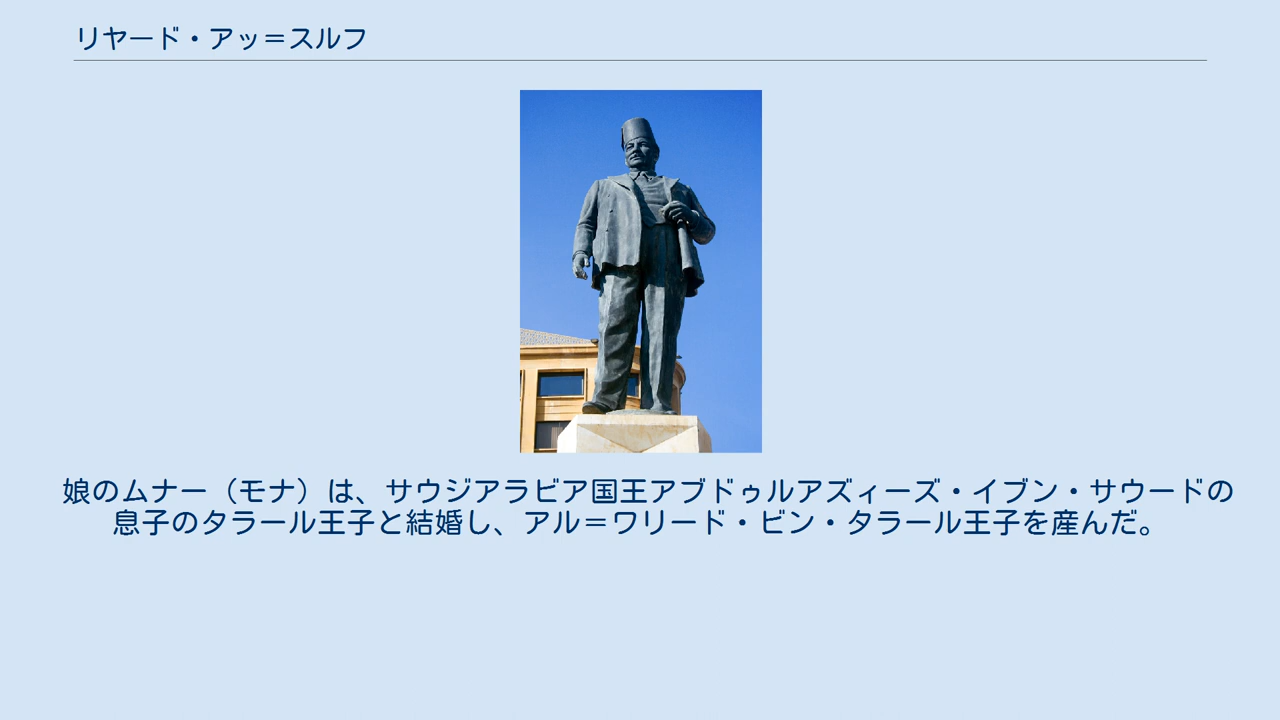 リヤード・アッ＝スルフ
娘のムナー（モナ）は、サウジアラビア国王アブドゥルアズィーズ・イブン・サウードの
息子のタラール王子と結婚し、アル＝ワリード・ビン・タラール王子を産んだ。